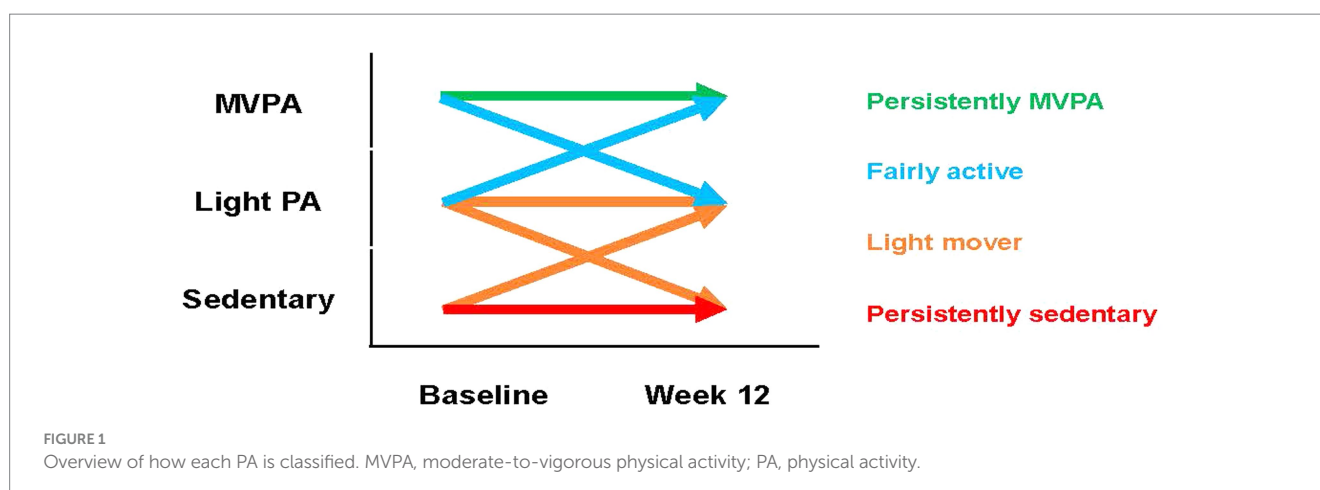 MVPA
Light PA
Sedentary
Baseline Week 12
Persistently MVPA
Fairly active
Light mover
Persistently sedentary
FIGURE 1
Overview of how each PA is classified. MVPA, moderate-to-vigorous physical activity; PA, physical activity.